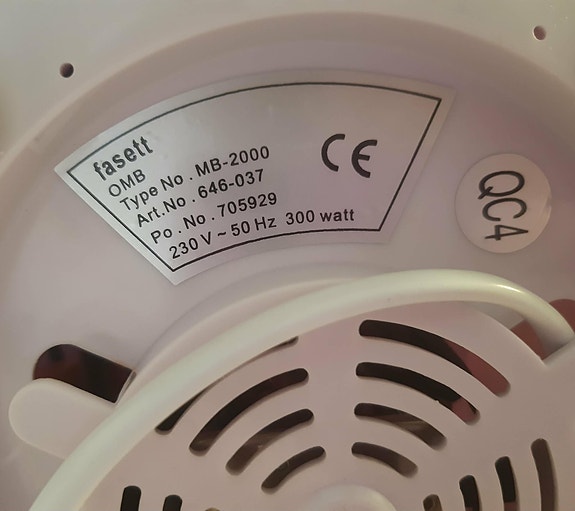 fasett
OMB
Type No . MB-2000
Art.No . 646-037
Po . No . 705929
230 V ~ 50 Hz 300 watt
CE
QC4